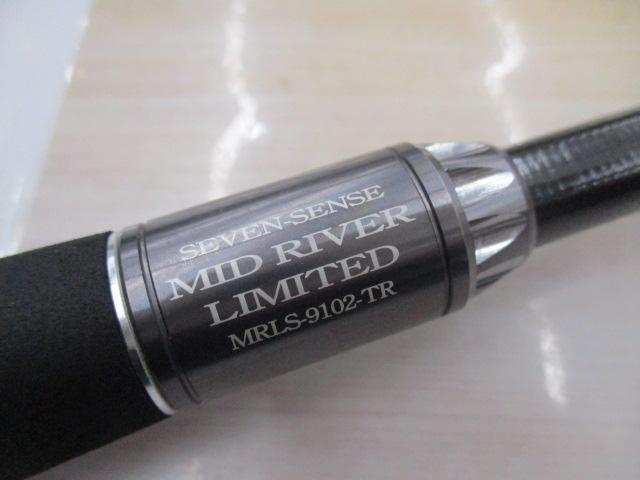 SEVEN-SENSE
MID RIVER
LIMITED
MRLS-9102-TR